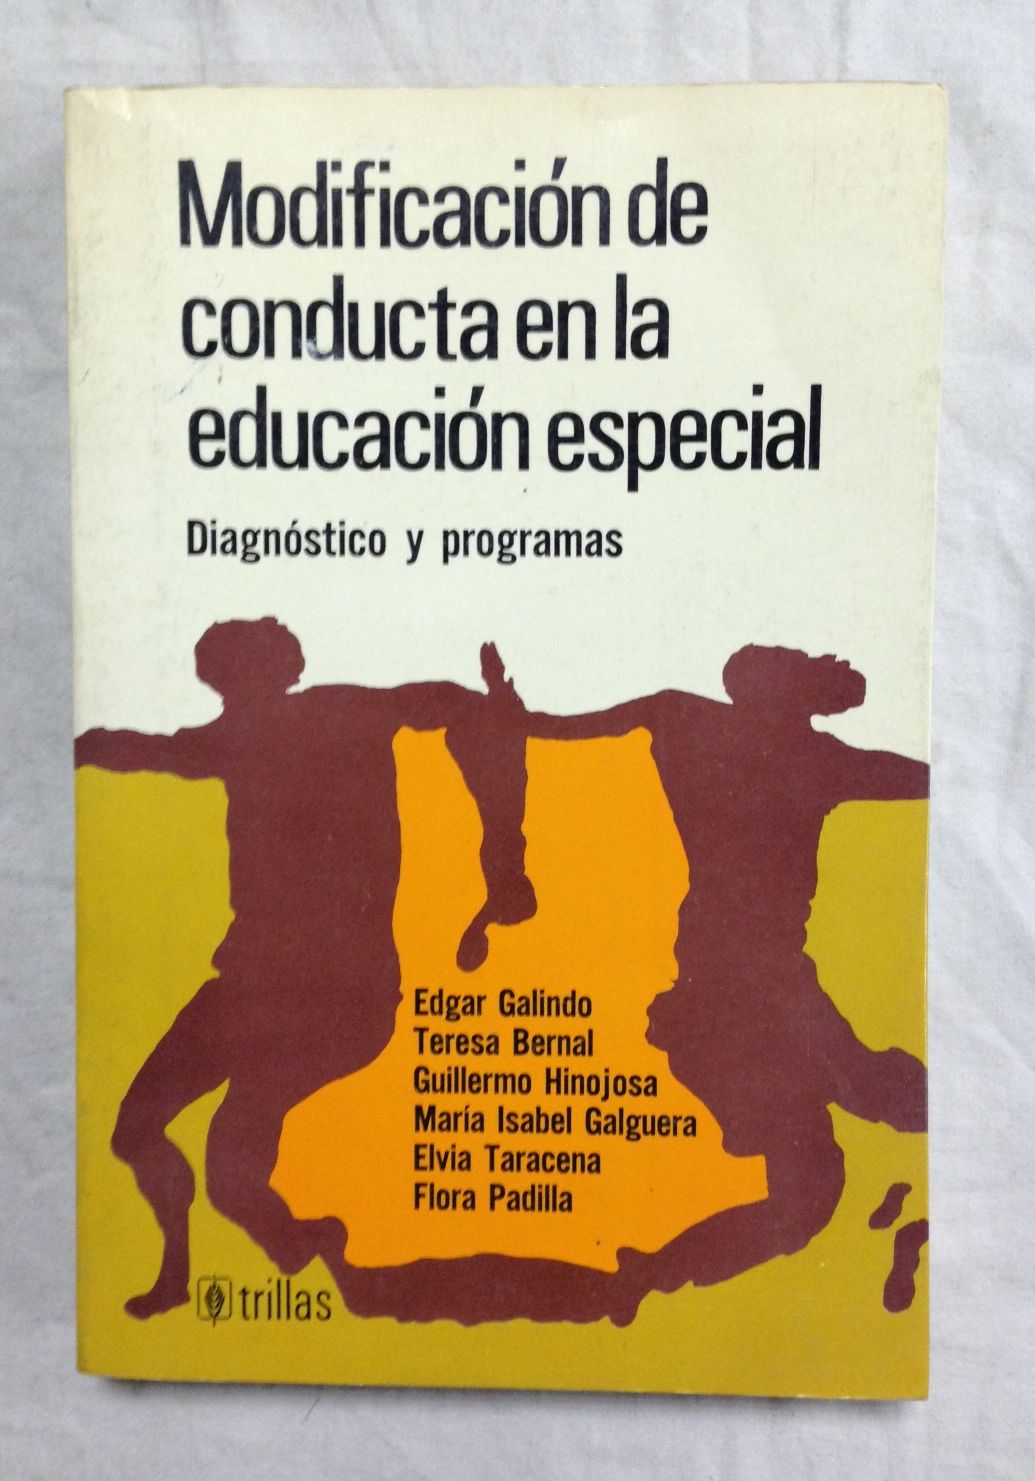 Modificación de
conducta en la
educación especial
Diagnóstico y programas
Edgar Galindo
Teresa Bernal
Guillermo Hinojosa
María Isabel Galguera
Elvia Taracena
Flora Padilla
trillas